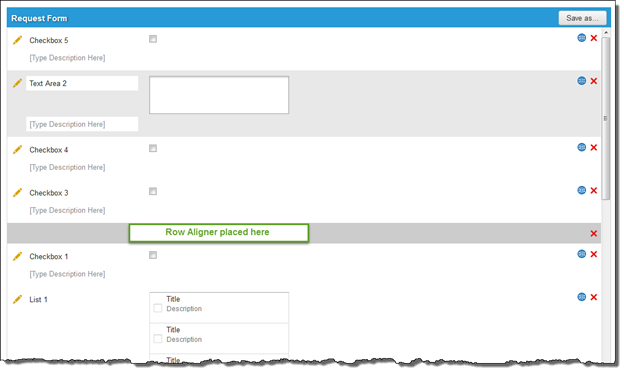 Request Form Save as...
Checkbox 5
[Type Description Here]
Text Area 2
[Type Description Here]
Checkbox 4
[Type Description Here]
Checkbox 3
[Type Description Here]
Row Aligner placed here
Checkbox 1
[Type Description Here]
List 1 Title
Description
Title
Description
Title